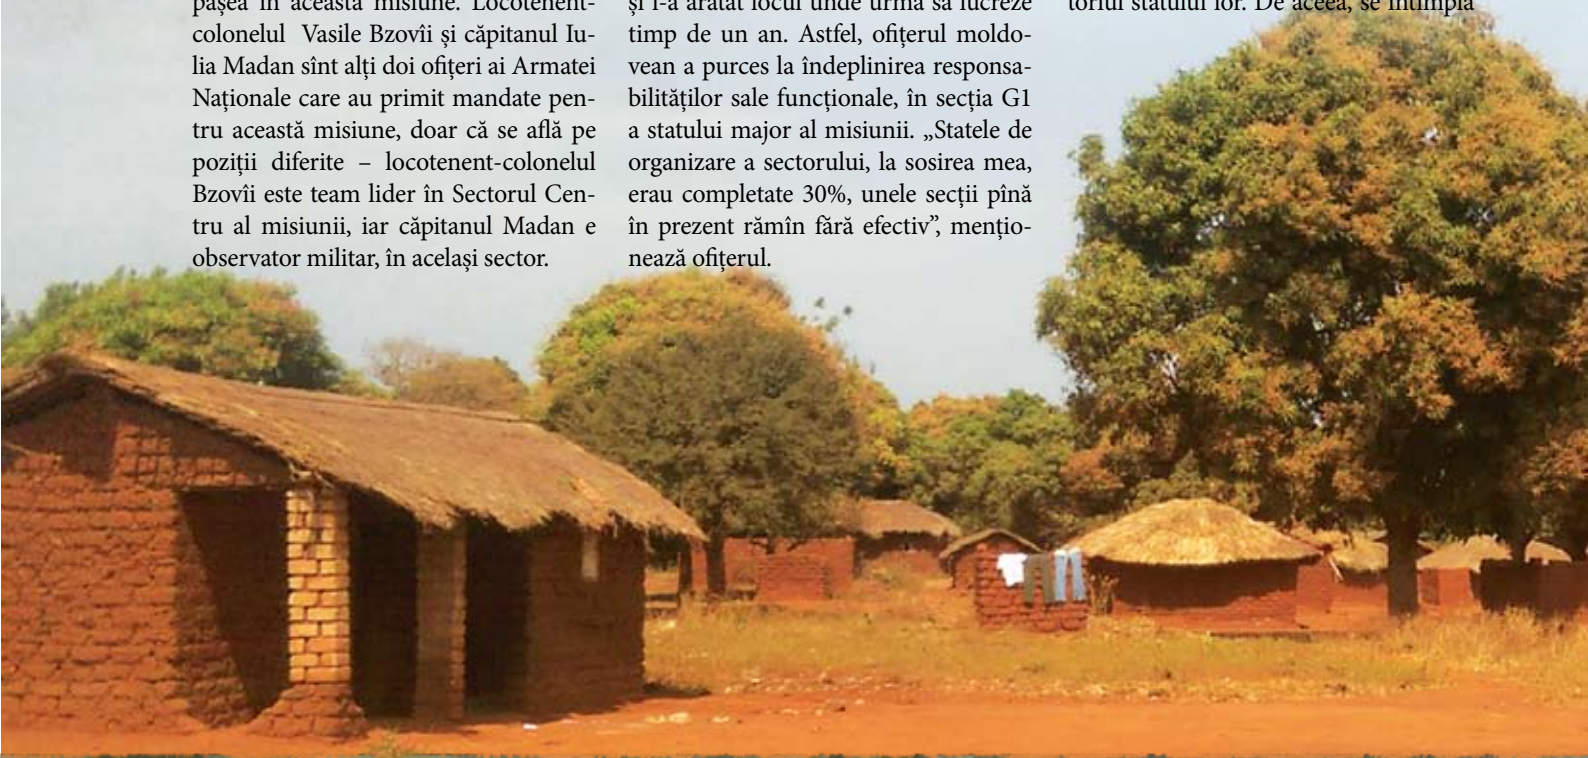 pășea în această misiune. Locotenent-
colonelul Vasile Bzovîi și căpitanul Iu-
lia Madan sînt alți doi ofițeri ai Armatei
Naționale care au primit mandate pen-
tru această misiune, doar că se află pe
poziții diferite – locotenent-colonelul
Bzovîi este team lider în Sectorul Cen-
tru al misiunii, iar căpitanul Madan e
observator militar, în același sector.
și i-a arătat locul unde urma să lucreze
timp de un an. Astfel, ofițerul moldo-
vean a purces la îndeplinirea responsa-
bilităților sale funcționale, în secția G1
a statului major al misiunii. „Statele de
organizare a sectorului, la sosirea mea,
erau completate 30%, unele secții pînă
în prezent rămîn fără efectiv”, mențio-
nează ofițerul.
toriul statului lor. De aceea, se întîmplă